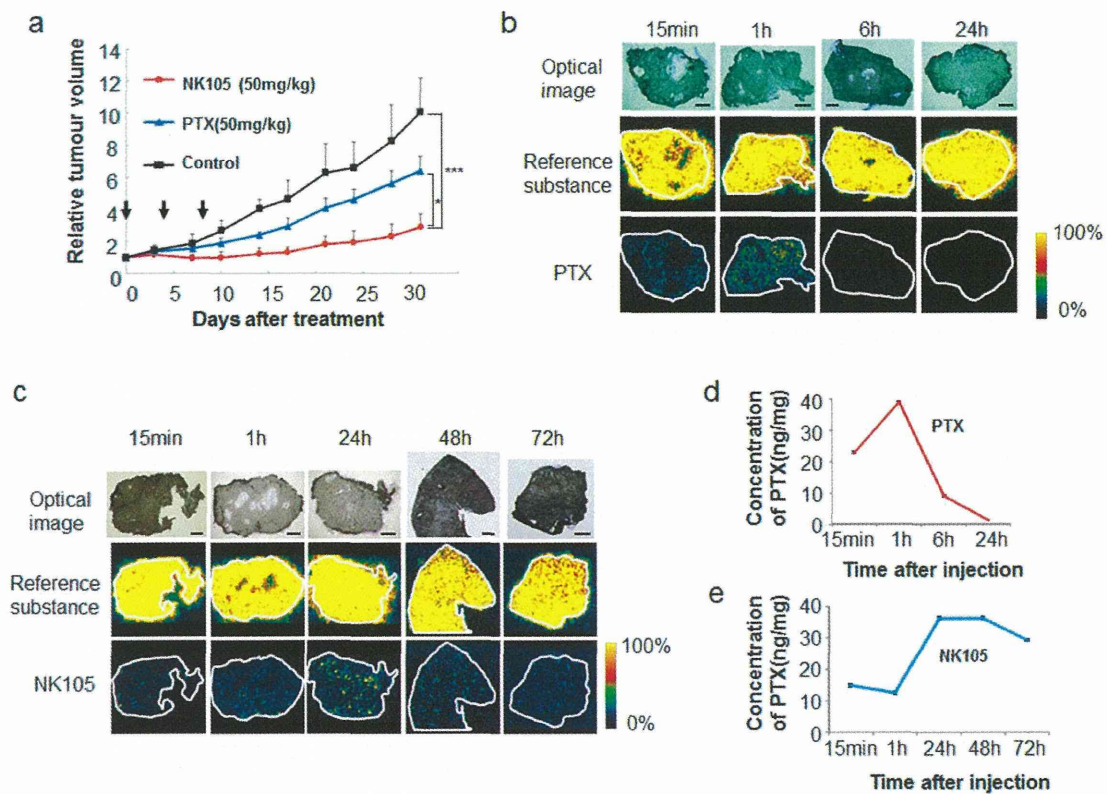 a
Relative tumour volume
14
12
10
8
6
4
2
0
NK105 (50mg/kg)
PTX(50mg/kg)
Control
***
*
0 5 10 15 20 25 30
Days after treatment
b
15min 1h 6h 24h
Optical
image
Reference
substance
PTX
100%
0%
c
15min 1h 24h 48h 72h
Optical
image
Reference
substance
NK105
100%
0%
d
Concentration
of PTX(ng/mg)
40
30
20
10
0
PTX
15min 1h 6h 24h
Time after injection
e
Concentration
of PTX(ng/mg)
40
30
20
10
0
NK105
15min 1h 24h 48h 72h
Time after injection